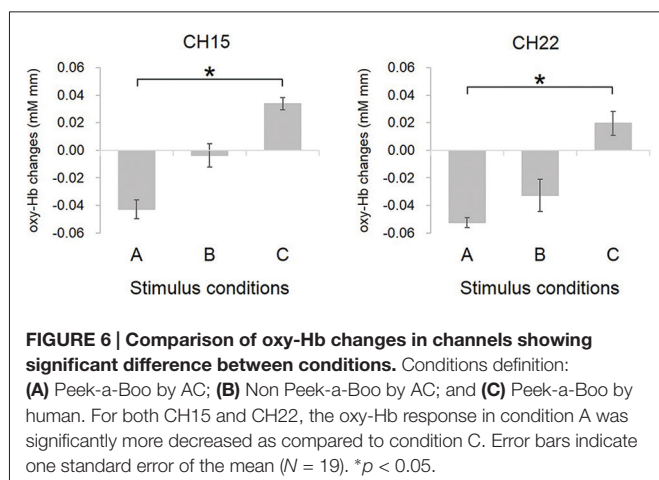 CH15
CH22
oxy-Hb changes (mM mm)
0.06
0.04
0.02
0.00
-0.02
-0.04
-0.06
*
A B C
Stimulus conditions
oxy-Hb changes (mM mm)
0.06
0.04
0.02
0.00
-0.02
-0.04
-0.06
*
A B C
Stimulus conditions
FIGURE 6 | Comparison of oxy-Hb changes in channels showing
significant difference between conditions. Conditions definition:
(A) Peek-a-Boo by AC; (B) Non Peek-a-Boo by AC; and (C) Peek-a-Boo by
human. For both CH15 and CH22, the oxy-Hb response in condition A was
significantly more decreased as compared to condition C. Error bars indicate
one standard error of the mean (N = 19). *p < 0.05.